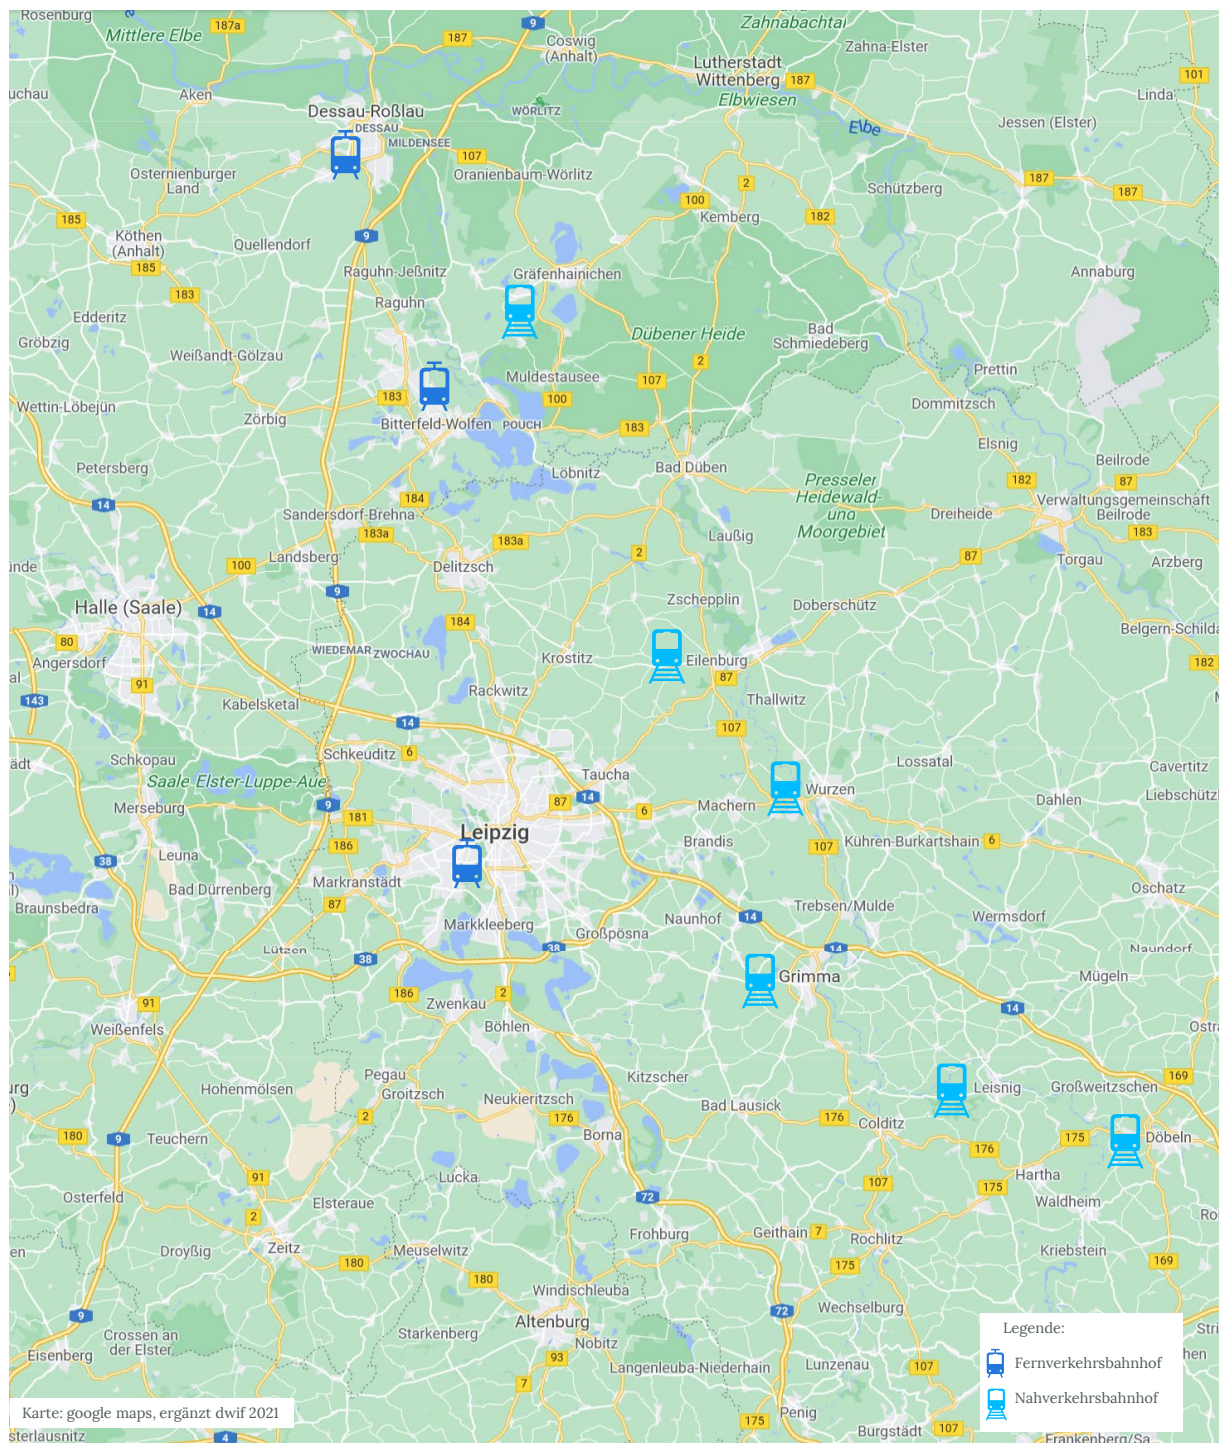 Rosenburg
187a
Mittlere Elbe
187
9
Coswig
(Anhalt)
Zahnabachtal
Zahna-Elster
Lutherstadt
Wittenberg
187
101
Elbwiesen
Aken
Linda
Dessau-Roßlau
WÖRLITZ
DESSAU
MILDENSEE
Elbe
Jessen (Elster)
107
Osternienburger
Land
Oranienbaum-Wörlitz
2
187
187
Schützberg
100
Kemberg
182
185
Köthen
(Anhalt)
9
Quellendorf
185
Raguhn-Jeßnitz
Gräfenhainichen
Annaburg
183
Raguhn
Edderitz
Gröbzig
Weißandt-Gölzau
Dübener Heide
Bad
Schmiedeberg
2
Prettin
Muldestausee
107
183
100
Wettin-Löbejün
Zörbig
Bitterfeld-Wolfen
POUCH
183
Dommitzsch
Elsnig
Petersberg
Löbnitz
Bad Düben
Beilrode
Presseler
Heidewald-
und
Moorgebiet
182
87
14
184
Verwaltungsgemeinschaft
Beilrode
Sandersdorf-Brehna
Dreiheide
183a
183a
Laußig
183
Landsberg
2
87
100
Delitzsch
Torgau
Arzberg
9
Zschepplin
Halle (Saale)
14
Doberschütz
184
80
WIEDEMAR
ZWOCHAU
Belgern-Schilda
Angersdorf
Krostitz
Eilenburg
182
91
87
143
Rackwitz
Kabelsketal
Thallwitz
14
107
Schkopau
Schkeuditz
6
Lossatal
Cavertitz
Saale Elster-Luppe-Aue
Taucha
Wurzen
Merseburg
9
87
14
6
Machern
Dahlen
181
Leipzig
186
Brandis
107
Kühren-Burkartshain
6
Leuna
38
Bad Dürrenberg
Markranstädt
Oschatz
Braunsbedra
87
Trebsen/Mulde
Markkleeberg
Naunhof
14
Wermsdorf
Großpösna
Lützen
38
38
14
Naundorf
Grimma
Mügeln
186
2
91
Zwenkau
14
Weißenfels
Böhlen
Pegau
Kitzscher
169
Hohenmölsen
Groitzsch
Leisnig
Großweitzschen
Neukieritzsch
Bad Lausick
2
176
176
Colditz
180
9
Teuchern
Borna
175
Döbeln
176
91
Lucka
Hartha
107
175
Osterfeld
Elsteraue
72
Waldheim
2
Frohburg
Geithain
7
Rochlitz
Droyßig
Zeitz
Meuselwitz
Kriebstein
180
175
169
180
Windischleuba
9
72
Wechselburg
Altenburg
Crossen an
der Elster
Starkenberg
Nobitz
Eisenberg
93
Langenleuba-Niederhain
Lunzenau
107
7
Penig
175
Burgstädt
107
4
Legende:
Fernverkehrsbahnhof
Nahverkehrsbahnhof
Karte: google maps, ergänzt dwif 2021